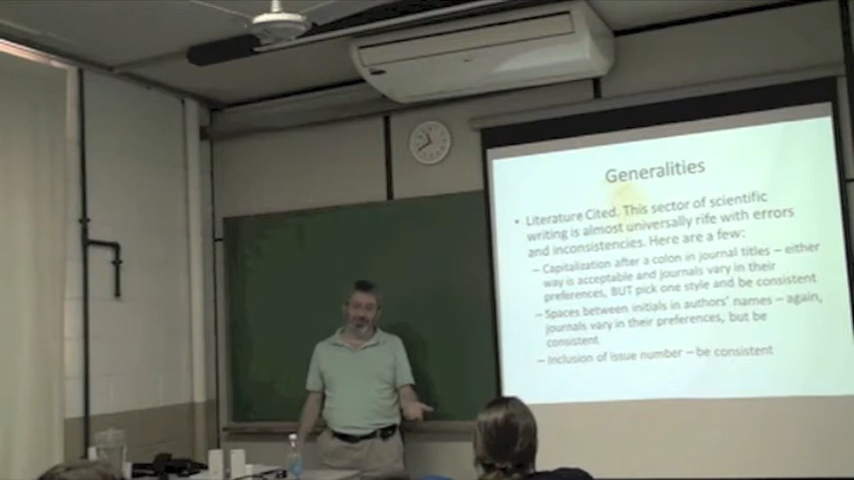 Generalities
• Literature Cited. This sector of scientific
writing is almost universally rife with errors
and inconsistencies. Here are a few:
– Capitalization after a colon in journal titles – either
way is acceptable and journals vary in their
preferences, BUT pick one style and be consistent
– Spaces between initials in authors' names – again,
journals vary in their preferences, but be
consistent
– Inclusion of issue number – be consistent